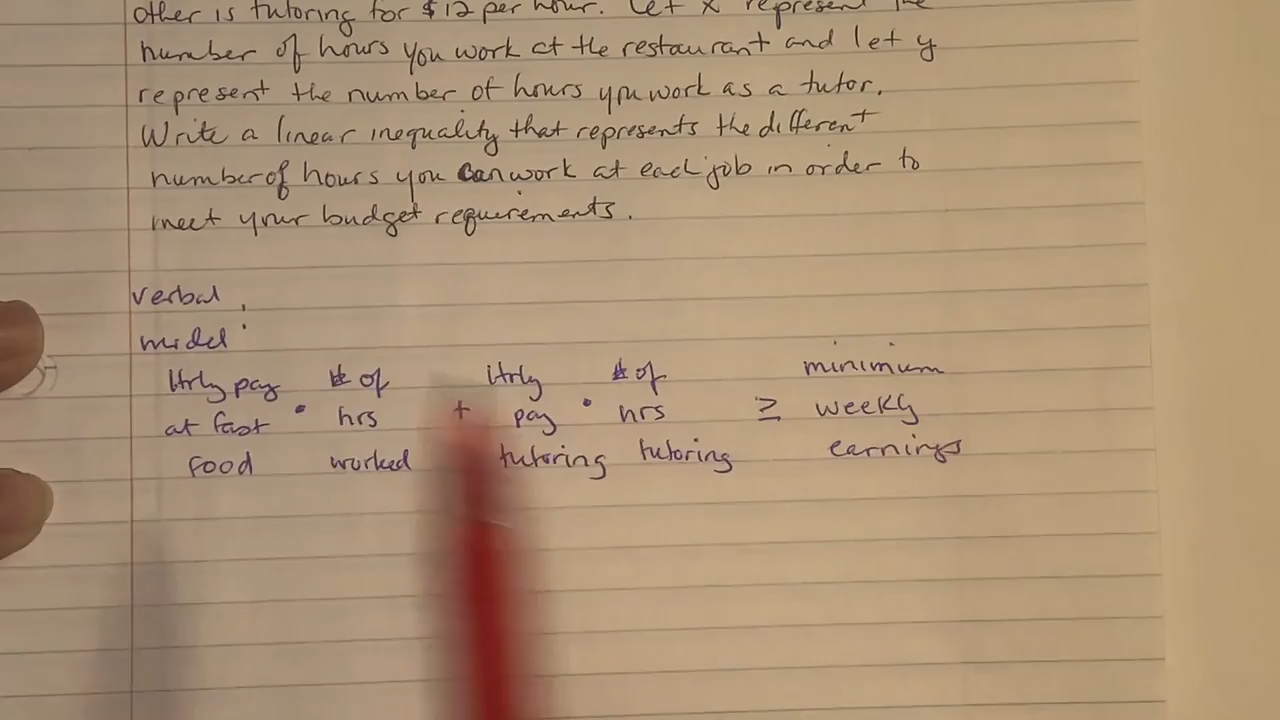 other is tutoring for $12 per hour. Let x represent the
number of hours you work at the restaurant and let y
represent the number of hours you work as a tutor.
Write a linear inequality that represents the different
number of hours you can work at each job in order to
meet your budget requirements.
verbal
model :
Hrly pay # of Hrly # of minimum
at fast • hrs + pay • hrs ≥ weekly
food worked tutoring tutoring earnings